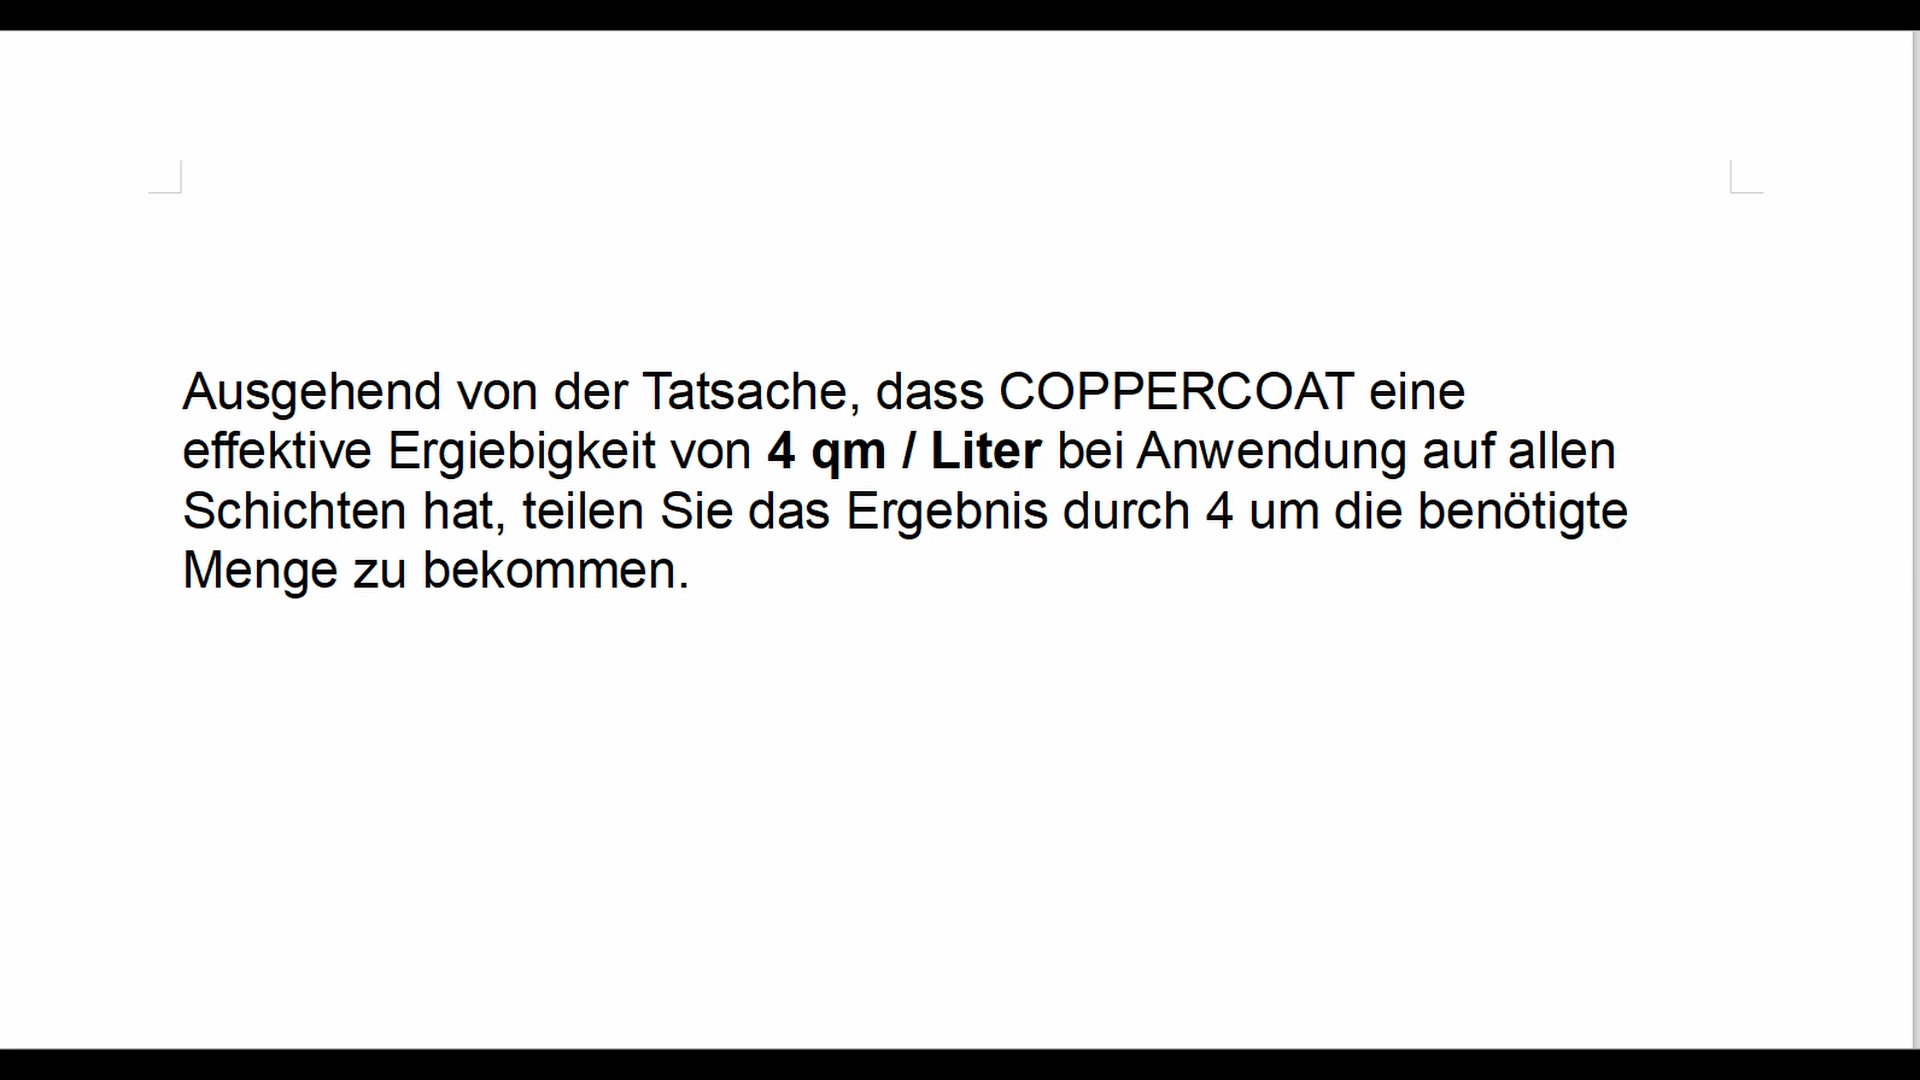 Ausgehend von der Tatsache, dass COPPERCOAT eine
effektive Ergiebigkeit von 4 qm / Liter bei Anwendung auf allen
Schichten hat, teilen Sie das Ergebnis durch 4 um die benötigte
Menge zu bekommen.